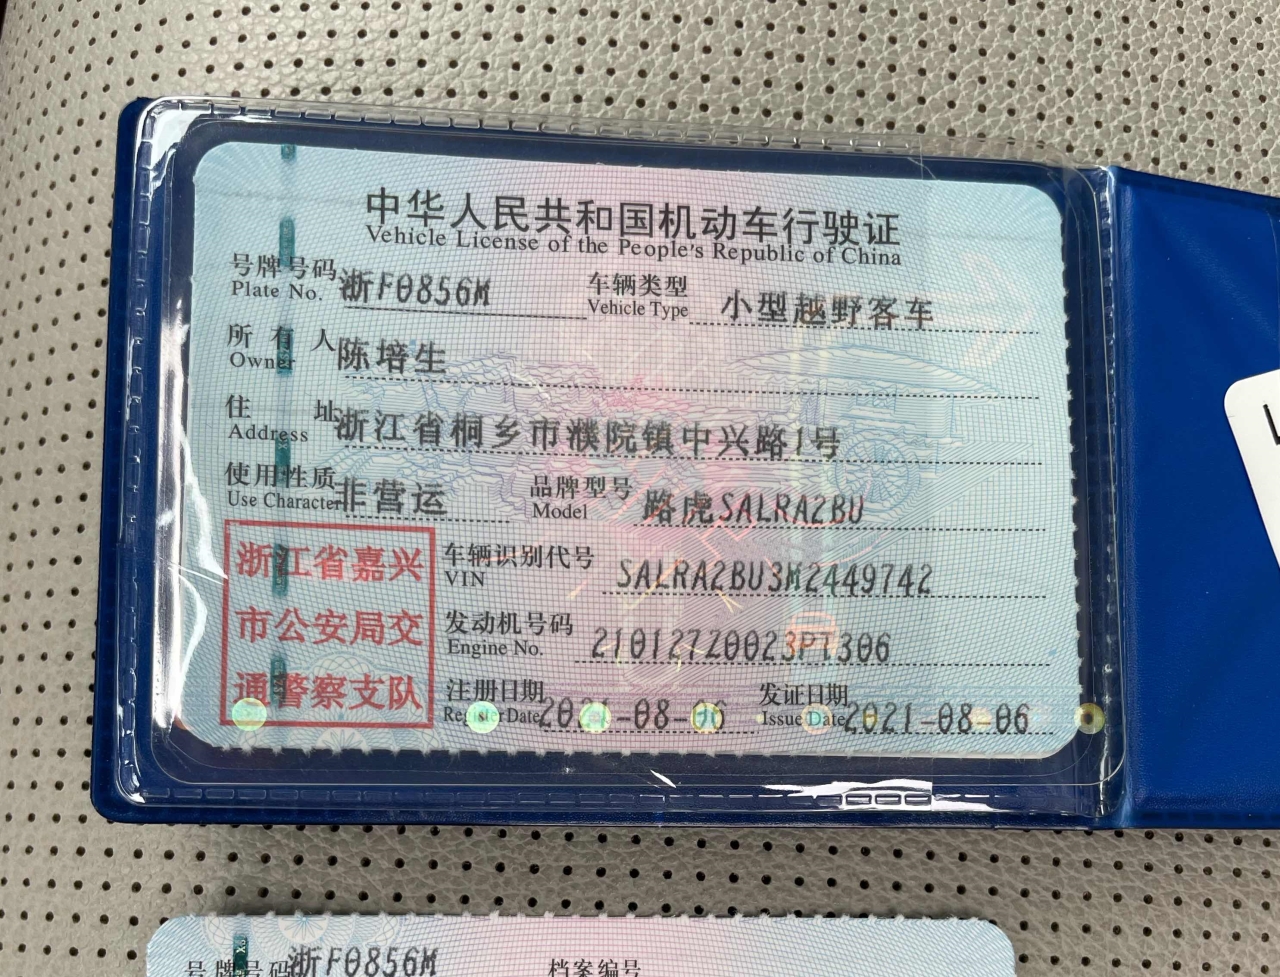 中华人民共和国机动车行驶证
Vehicle License of the People's Republic of China
号牌号码 浙F0856M 车辆类型 小型越野客车
Plate No. Vehicle Type
所有人 陈培生
Owner
住址 浙江省桐乡市濮院镇中兴路1号
Address
使用性质 非营运 品牌型号 路虎SALRA2BU
Use Character Model
浙江省嘉兴
市公安局交
通警察支队
车辆识别代号 SALRA2BU3M2449742
VIN
发动机号码 210127Z0023PT306
Engine No.
注册日期 2021-08-06 发证日期 2021-08-06
Register Date Issue Date
号牌号码 浙F0856M 档案编号